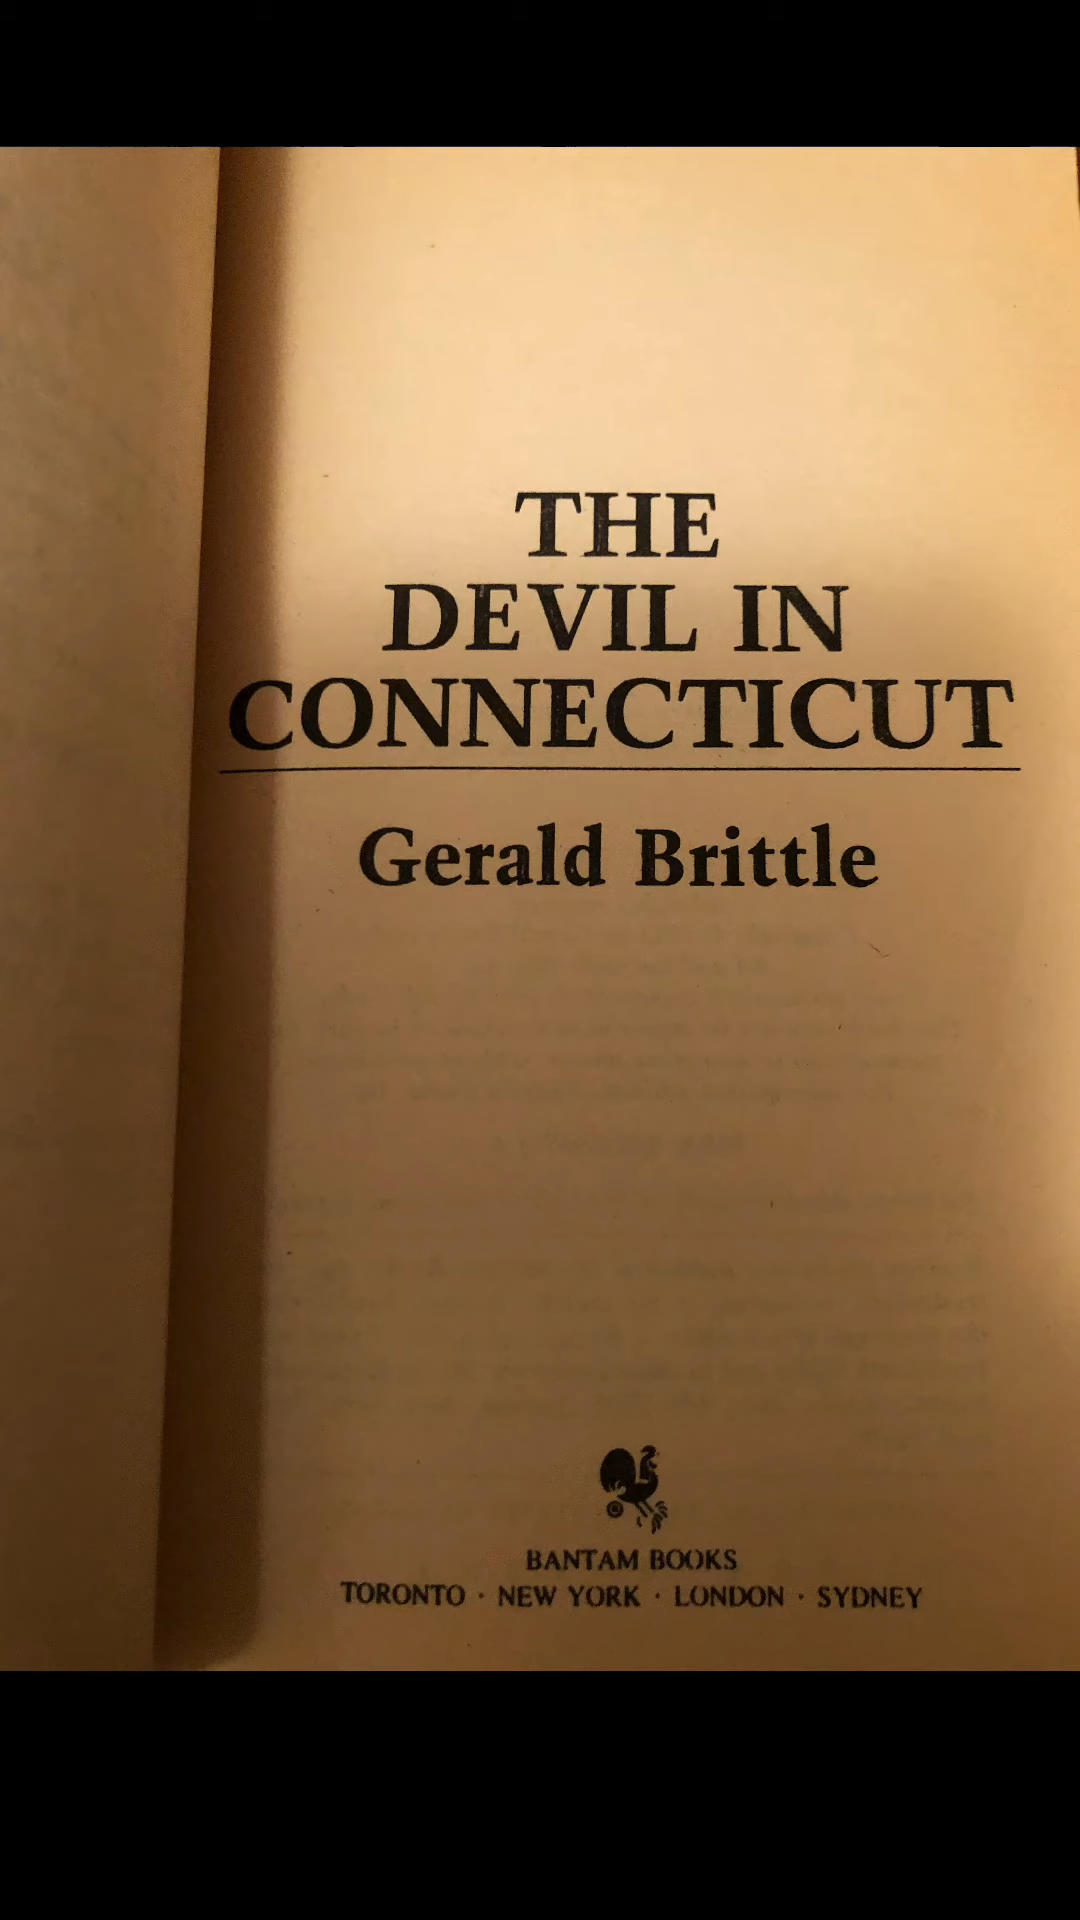 THE
DEVIL IN
CONNECTICUT
Gerald Brittle
BANTAM BOOKS
TORONTO · NEW YORK · LONDON · SYDNEY